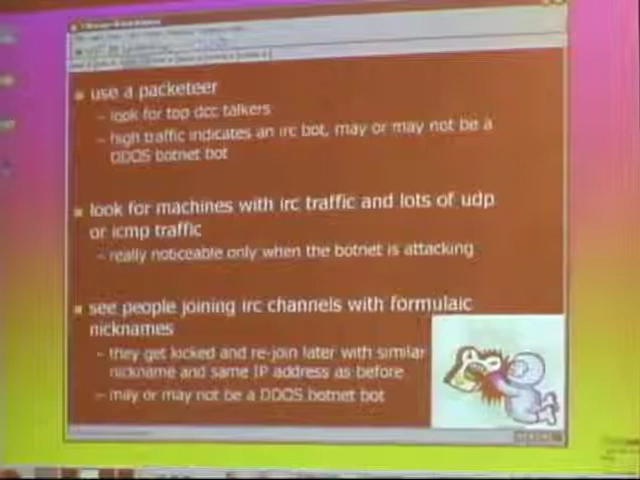 use a packeteer
– look for top dcc talkers
– high traffic indicates an irc bot, may or may not be a
DDOS botnet bot
look for machines with irc traffic and lots of udp
or icmp traffic
– really noticeable only when the botnet is attacking
see people joining irc channels with formulaic
nicknames
– they get kicked and re-join later with similar
nickname and same IP address as before
– may or may not be a DDOS botnet bot